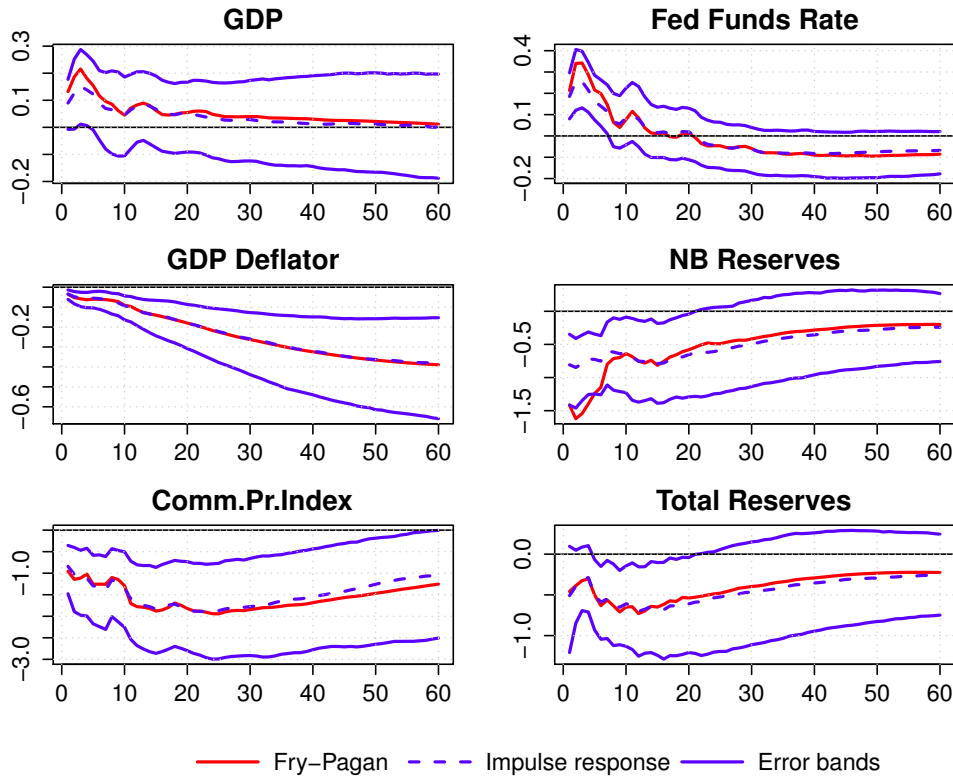 GDP
0.3
0.1
−0.2
0 10 20 30 40 50 60
Fed Funds Rate
0.4
0.1
−0.2
0 10 20 30 40 50 60
GDP Deflator
−0.2
−0.6
0 10 20 30 40 50 60
NB Reserves
−0.5
−1.5
0 10 20 30 40 50 60
Comm.Pr.Index
−1.0
−3.0
0 10 20 30 40 50 60
Total Reserves
0.0
−1.0
0 10 20 30 40 50 60
Fry−Pagan
Impulse response
Error bands